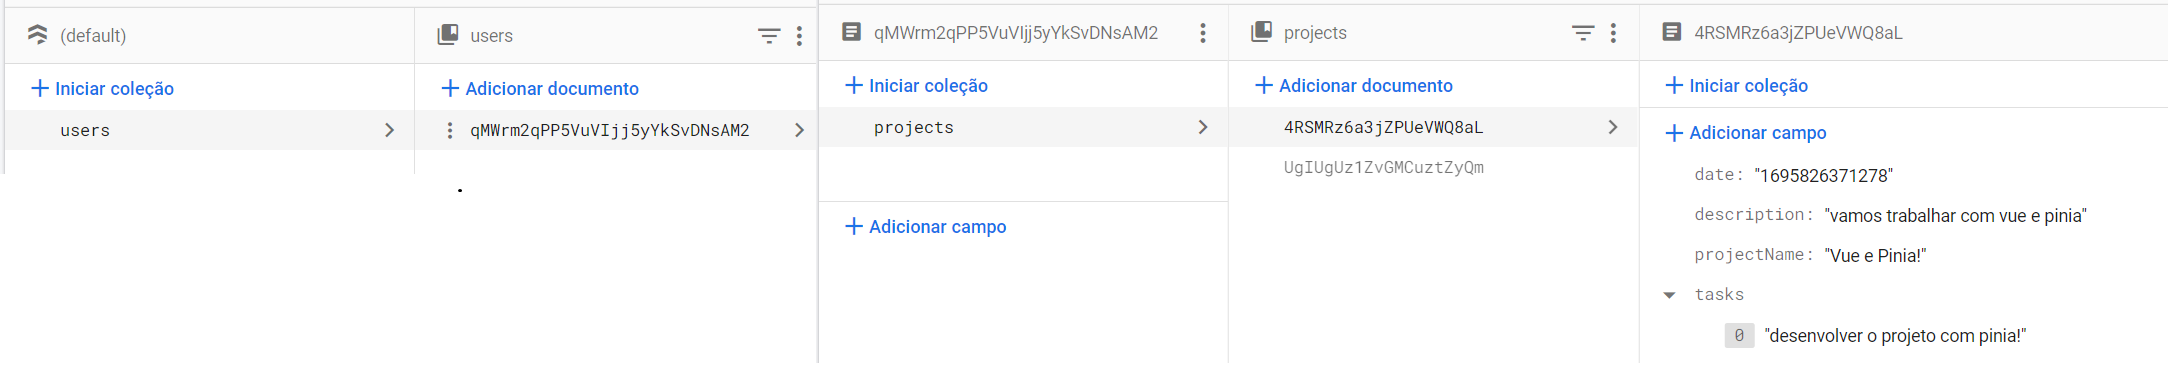 (default)
Iniciar coleção
users
users
Adicionar documento
qMWrm2qPP5VuVIjj5yYkSvDNsAM2
qMWrm2qPP5VuVIjj5yYkSvDNsAM2
Iniciar coleção
projects
Adicionar campo
projects
Adicionar documento
4RSMRz6a3jZPUeVWQ8aL
UgIUgUz1ZvGMCuztZyQm
4RSMRz6a3jZPUeVWQ8aL
Iniciar coleção
Adicionar campo
date: "1695826371278"
description: "vamos trabalhar com vue e pinia"
projectName: "Vue e Pinia!"
tasks
0 "desenvolver o projeto com pinia!"